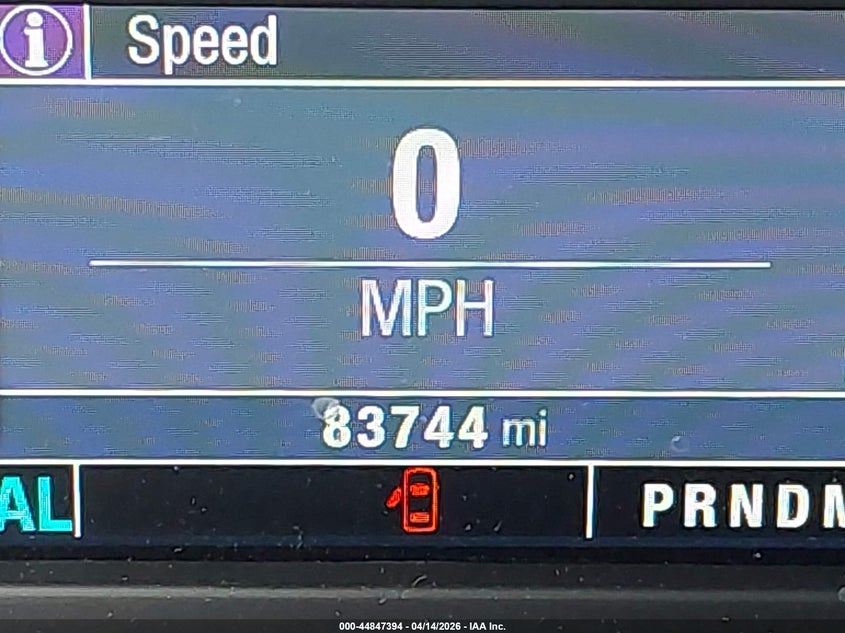 i Speed
0
MPH
83744 mi
AL PRNDM
000-44847394 - 04/14/2026 - IAA Inc.